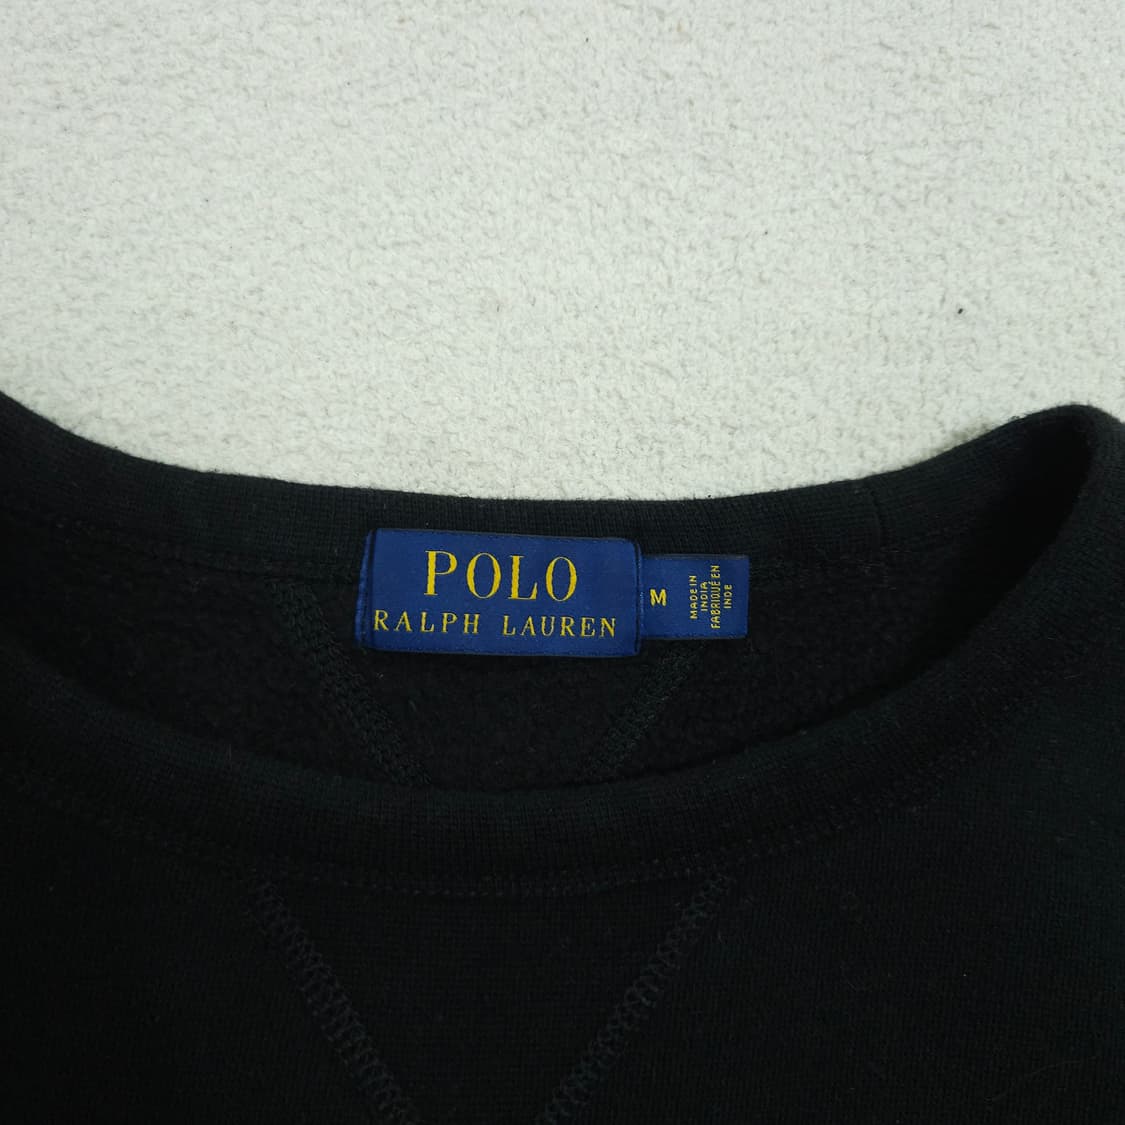 POLO
RALPH LAUREN
M
MADE IN
INDIA
FABRIQUÉ EN
INDE